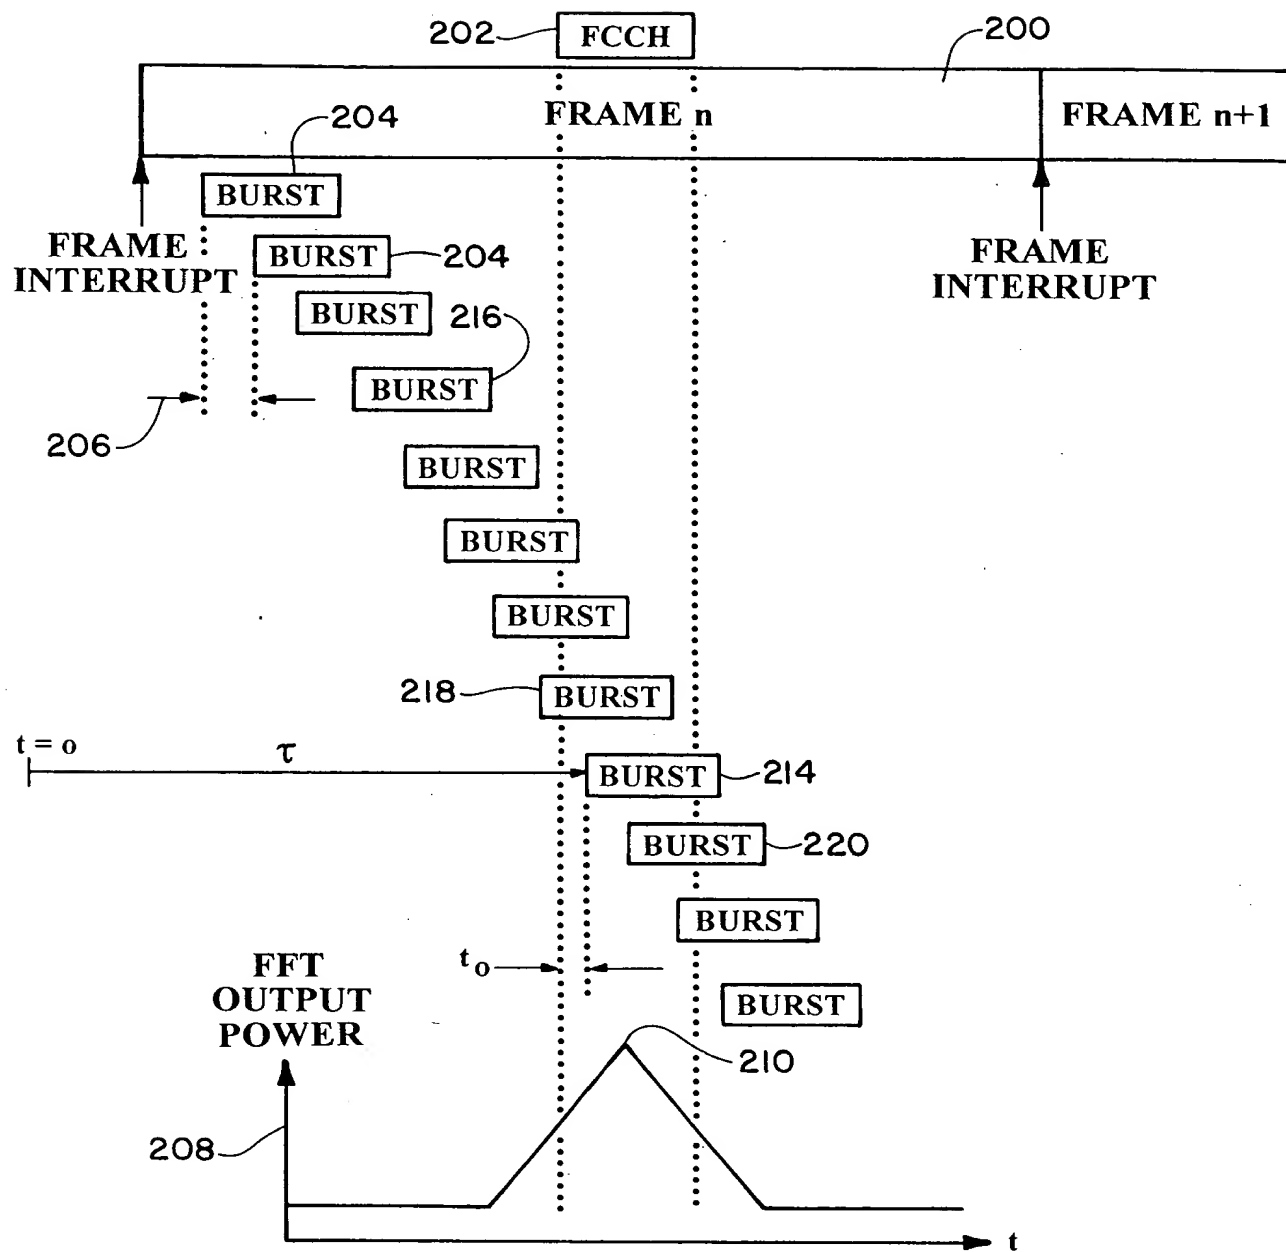 202
FCCH
200
FRAME n
FRAME n+1
204
BURST
FRAME
INTERRUPT
BURST
204
FRAME
INTERRUPT
BURST
216
BURST
206
BURST
BURST
BURST
218
BURST
t = o
τ
BURST
214
BURST
220
BURST
to
FFT
OUTPUT
POWER
BURST
210
208
t